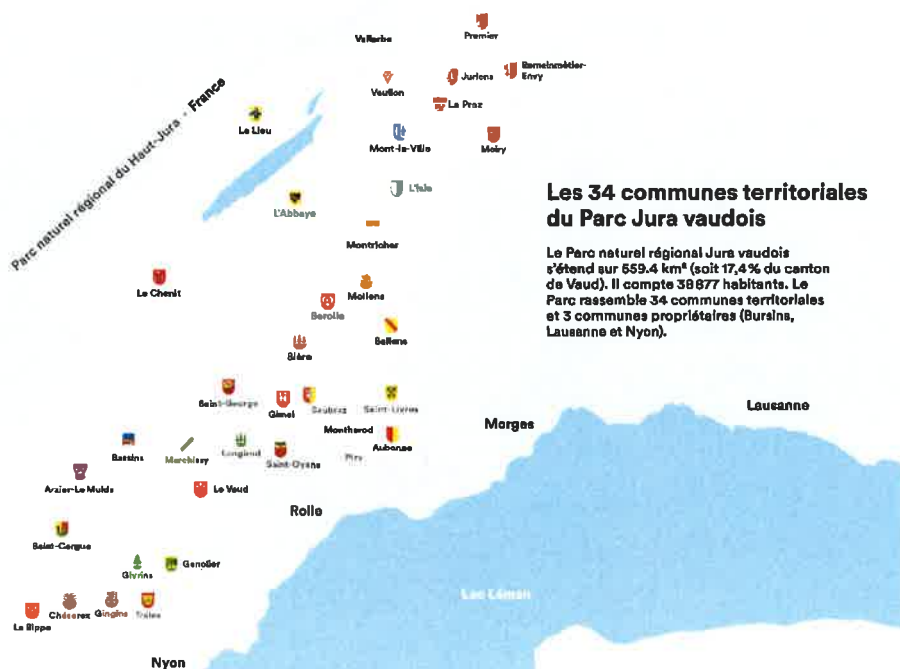 Premier
Vallorbe
Romainmôtier-
Envy
Juriens
Vaulion
La Praz
Parc naturel régional du Haut-Jura - France
Le Lieu
Mont-la-Ville
Moiry
L'Isle
L'Abbaye
Les 34 communes territoriales
du Parc Jura vaudois
Montricher
Le Parc naturel régional Jura vaudois
s'étend sur 559.4 km² (soit 17,4% du canton
de Vaud). Il compte 38 877 habitants. Le
Parc rassemble 34 communes territoriales
et 3 communes propriétaires (Bursins,
Lausanne et Nyon).
Le Chenit
Mollens
Berolle
Ballens
Bière
Saint-George
Gimel
Saubraz
Saint-Livres
Lausanne
Morges
Montherod
Aubonne
Bassins
Marchissy
Longirod
Saint-Oyens
Pizy
Arzier-Le Muids
Le Vaud
Rolle
Saint-Cergue
Genolier
Givrins
Lac Léman
La Rippe
Chéserex
Gingins
Trélex
Nyon